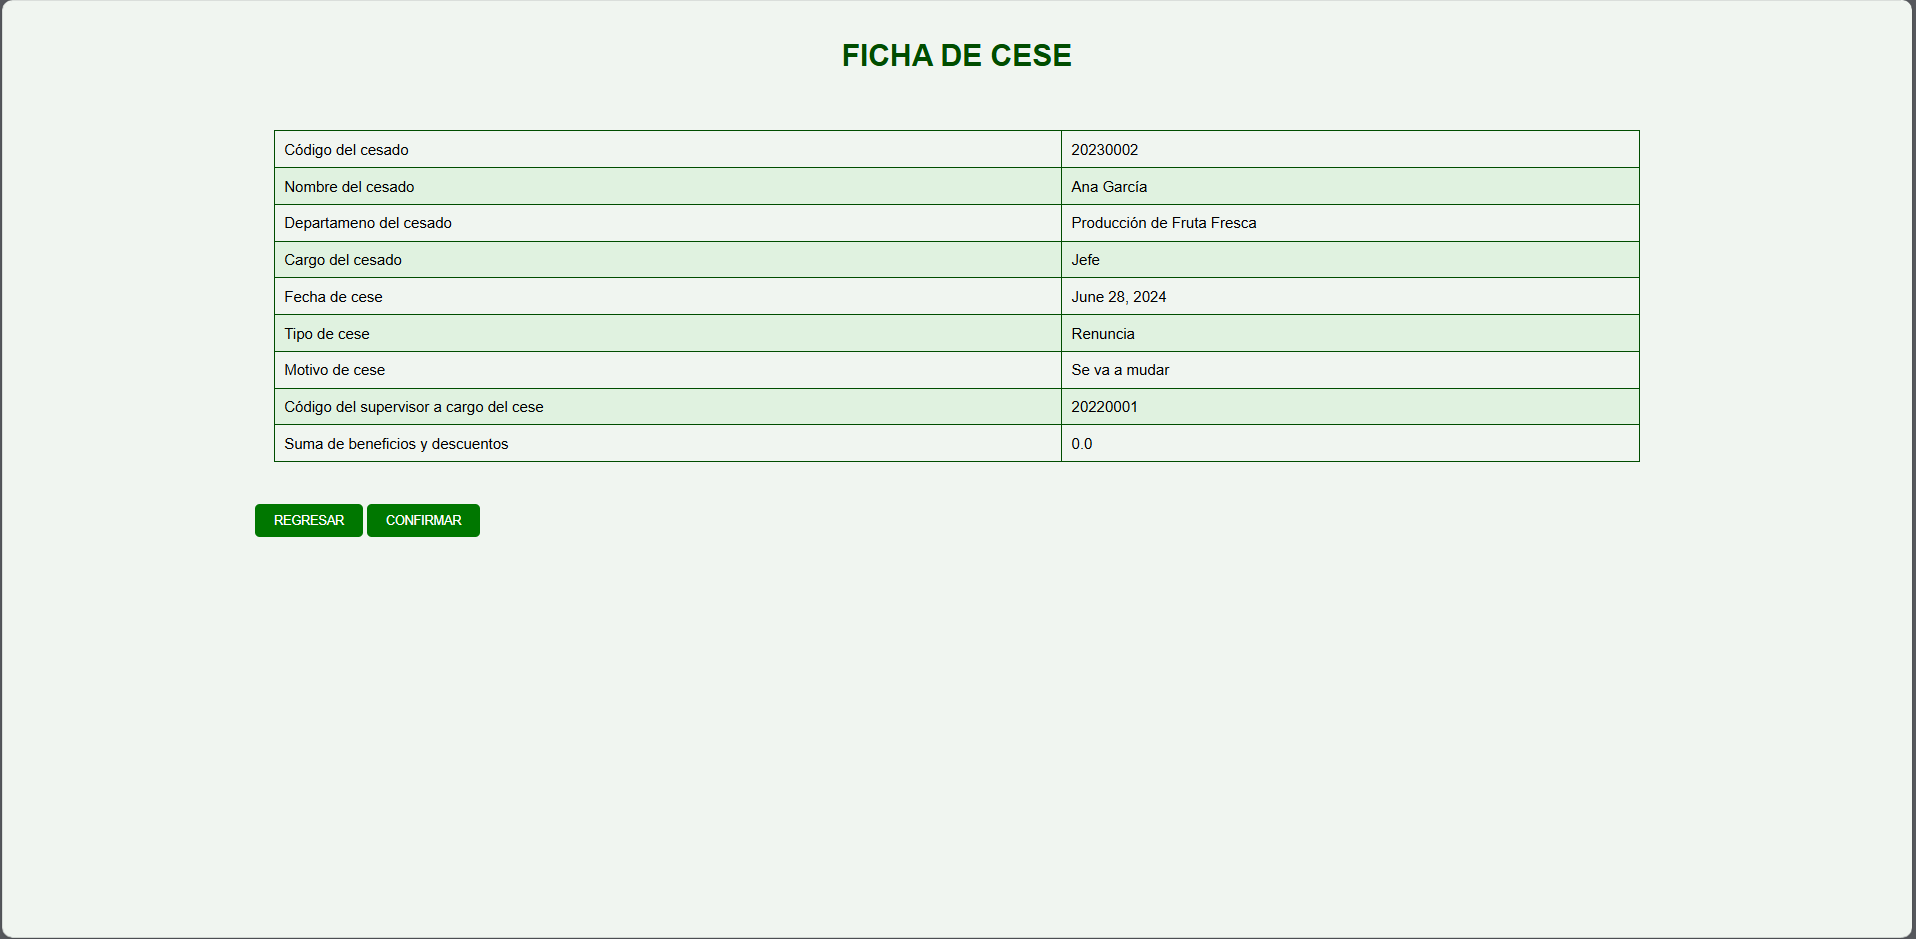 FICHA DE CESE
Código del cesado 20230002
Nombre del cesado Ana García
Departameno del cesado Producción de Fruta Fresca
Cargo del cesado Jefe
Fecha de cese June 28, 2024
Tipo de cese Renuncia
Motivo de cese Se va a mudar
Código del supervisor a cargo del cese 20220001
Suma de beneficios y descuentos 0.0
REGRESAR CONFIRMAR